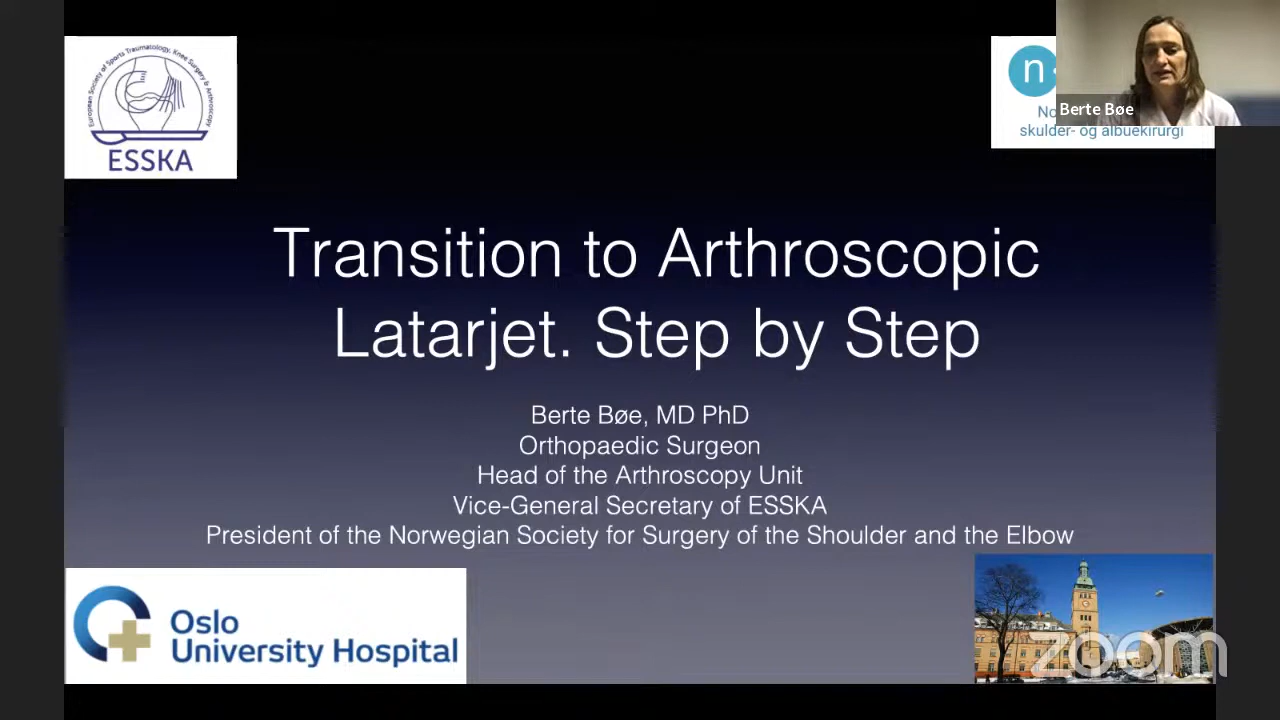 European Society of Sports Traumatology, Knee Surgery & Arthroscopy
ESSKA
n
Berte Bøe
skulder- og albuekirurgi
Transition to Arthroscopic
Latarjet. Step by Step
Berte Bøe, MD PhD
Orthopaedic Surgeon
Head of the Arthroscopy Unit
Vice-General Secretary of ESSKA
President of the Norwegian Society for Surgery of the Shoulder and the Elbow
Oslo
University Hospital
zoom